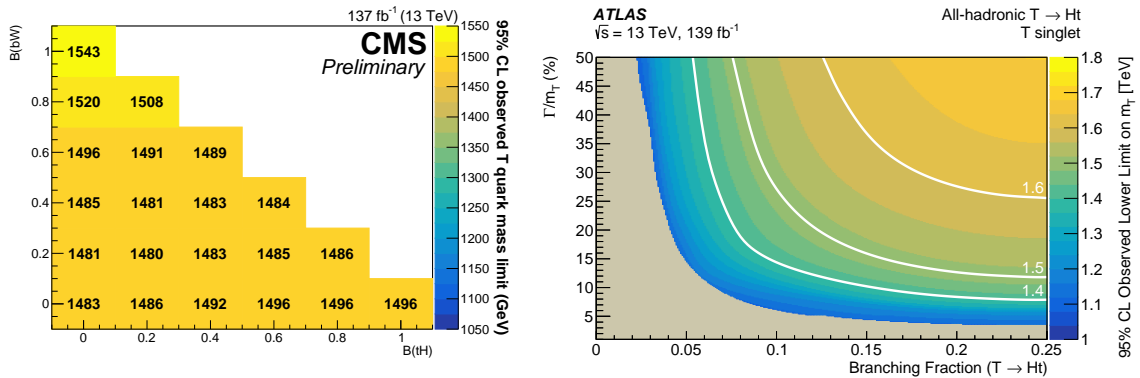 137 fb⁻¹ (13 TeV)
CMS
Preliminary
B(bW)
1
0.8
0.6
0.4
0.2
0
1543
1520 1508
1496 1491 1489
1485 1481 1483 1484
1481 1480 1483 1485 1486
1483 1486 1492 1496 1496 1496
0 0.2 0.4 0.6 0.8 1
B(tH)
1550
1500
1450
1400
1350
1300
1250
1200
1150
1100
1050
95% CL observed T quark mass limit (GeV)
ATLAS
√s = 13 TeV, 139 fb⁻¹
All-hadronic T → Ht
T singlet
Γ/m_T (%)
50
45
40
35
30
25
20
15
10
5
1.6
1.5
1.4
0 0.05 0.1 0.15 0.2 0.25
Branching Fraction (T → Ht)
1.8
1.7
1.6
1.5
1.4
1.3
1.2
1.1
1
95% CL Observed Lower Limit on m_T [TeV]